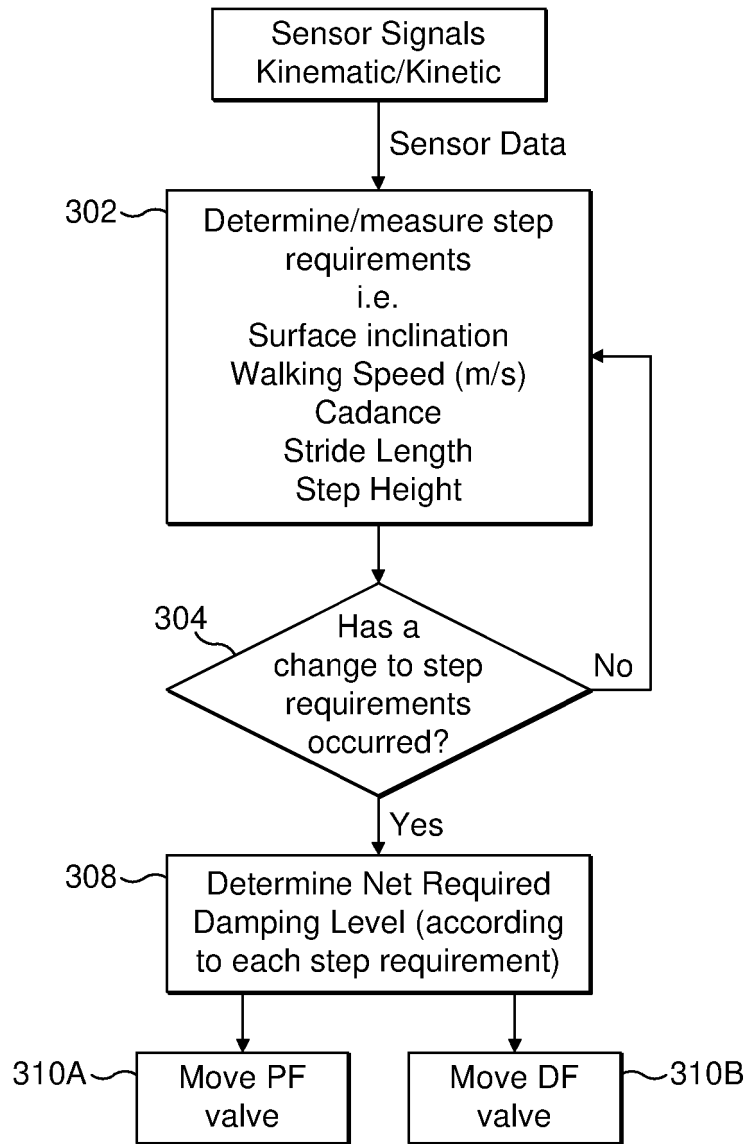 Sensor Signals
Kinematic/Kinetic
Sensor Data
302
Determine/measure step
requirements
i.e.
Surface inclination
Walking Speed (m/s)
Cadance
Stride Length
Step Height
304
Has a
change to step
requirements
occurred?
No
Yes
308
Determine Net Required
Damping Level (according
to each step requirement)
310A
Move PF
valve
Move DF
valve
310B